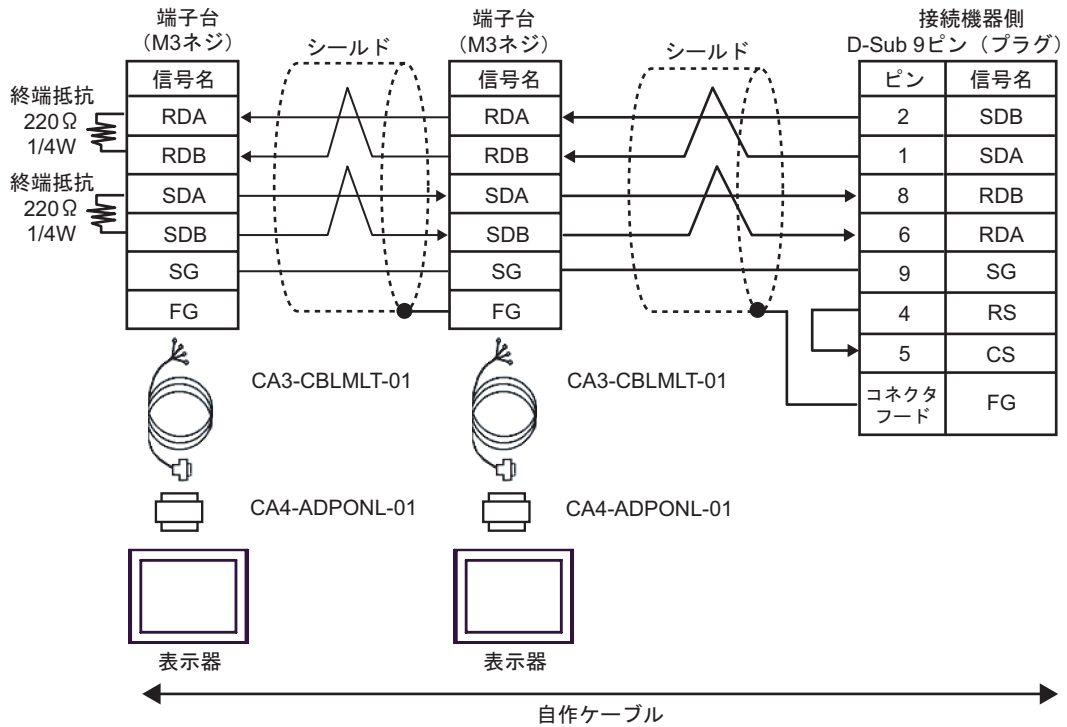 端子台
（M3ネジ）
シールド
端子台
（M3ネジ）
シールド
接続機器側
D-Sub 9ピン（プラグ）
終端抵抗
220Ω
1/4W
終端抵抗
220Ω
1/4W
信号名
RDA
RDB
SDA
SDB
SG
FG
信号名
RDA
RDB
SDA
SDB
SG
FG
ピン 信号名
2 SDB
1 SDA
8 RDB
6 RDA
9 SG
4 RS
5 CS
コネクタ
フード
FG
CA3-CBLMLT-01
CA3-CBLMLT-01
CA4-ADPONL-01
CA4-ADPONL-01
表示器
表示器
自作ケーブル